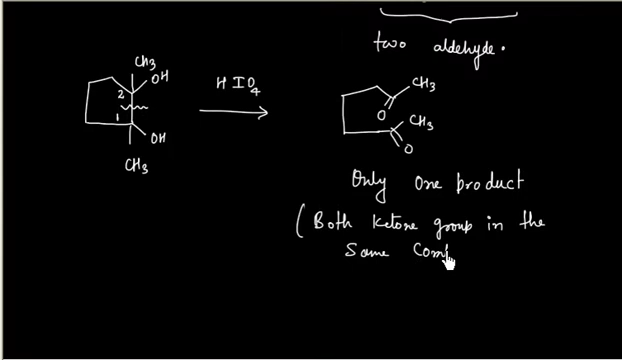 two aldehyde.
CH3
OH
2
1
OH
CH3
HIO4
CH3
O
CH3
O
Only one product
(Both Ketone group in the
Same Com